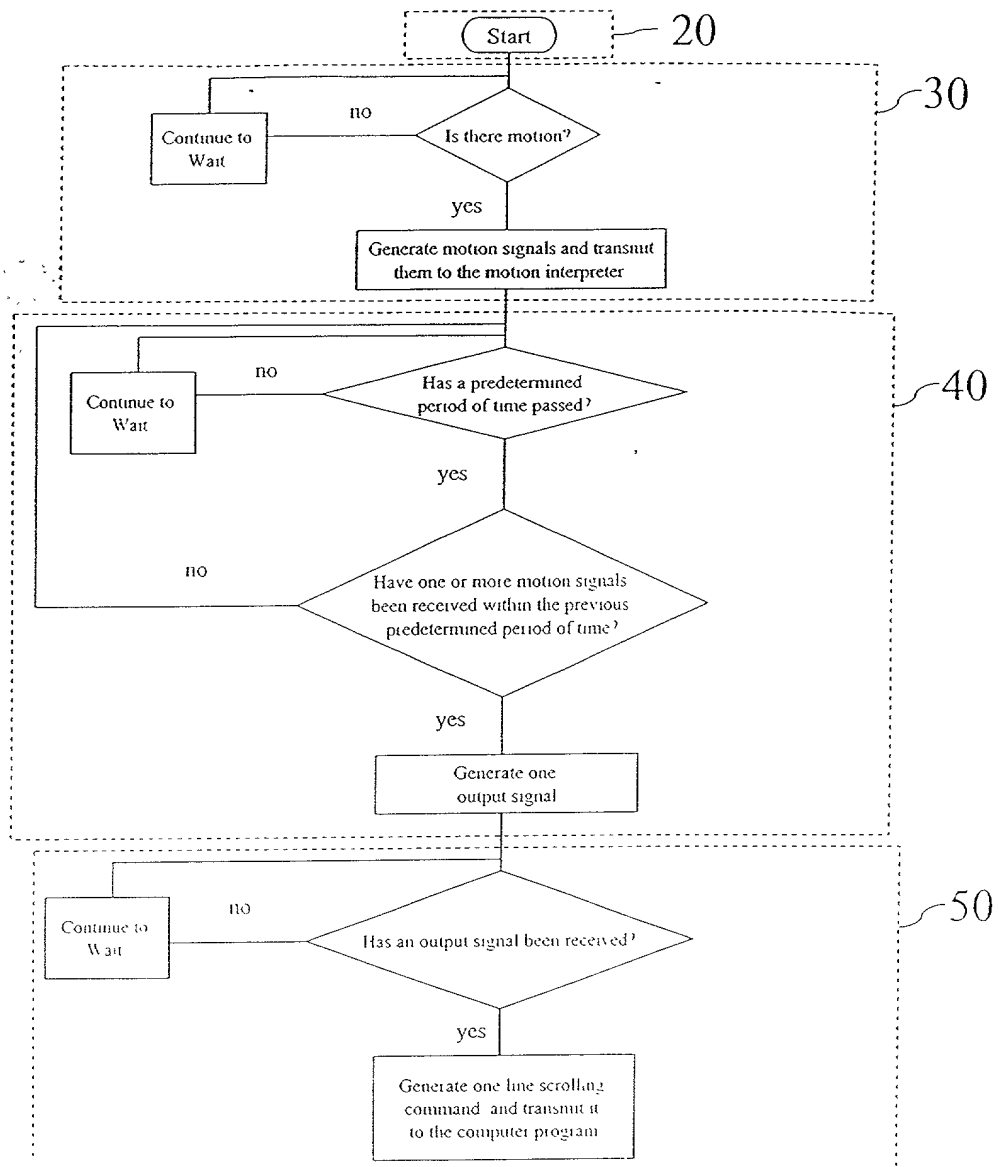 Start
20
30
no
Is there motion?
Continue to
Wait
yes
Generate motion signals and transmit
them to the motion interpreter
40
no
Has a predetermined
period of time passed?
Continue to
Wait
yes
no
Have one or more motion signals
been received within the previous
predetermined period of time?
yes
Generate one
output signal
50
no
Continue to
Wait
Has an output signal been received?
yes
Generate one line scrolling
command and transmit it
to the computer program